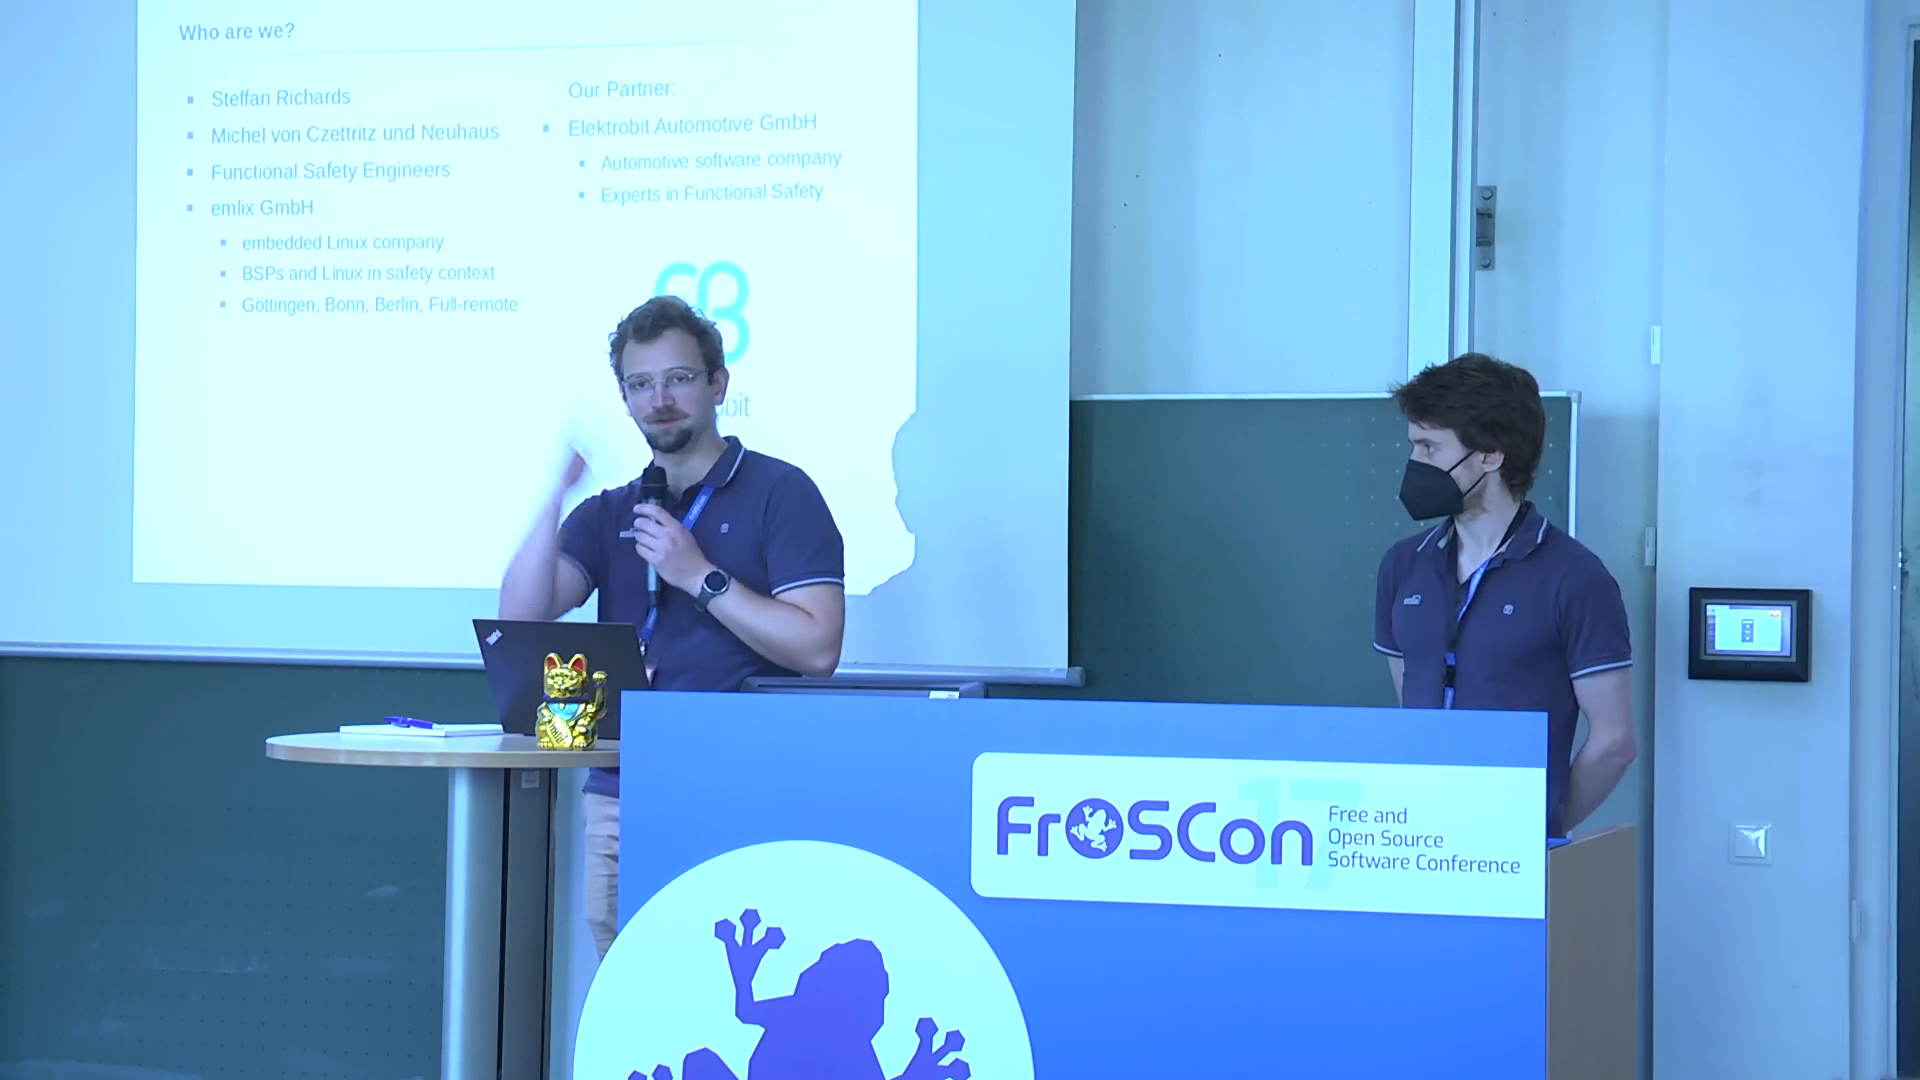 Who are we?
Steffan Richards
Michel von Czettritz und Neuhaus
Functional Safety Engineers
emlix GmbH
embedded Linux company
BSPs and Linux in safety context
Göttingen, Bonn, Berlin, Full-remote
Our Partner:
Elektrobit Automotive GmbH
Automotive software company
Experts in Functional Safety
17
FrOSCon
Free and
Open Source
Software Conference